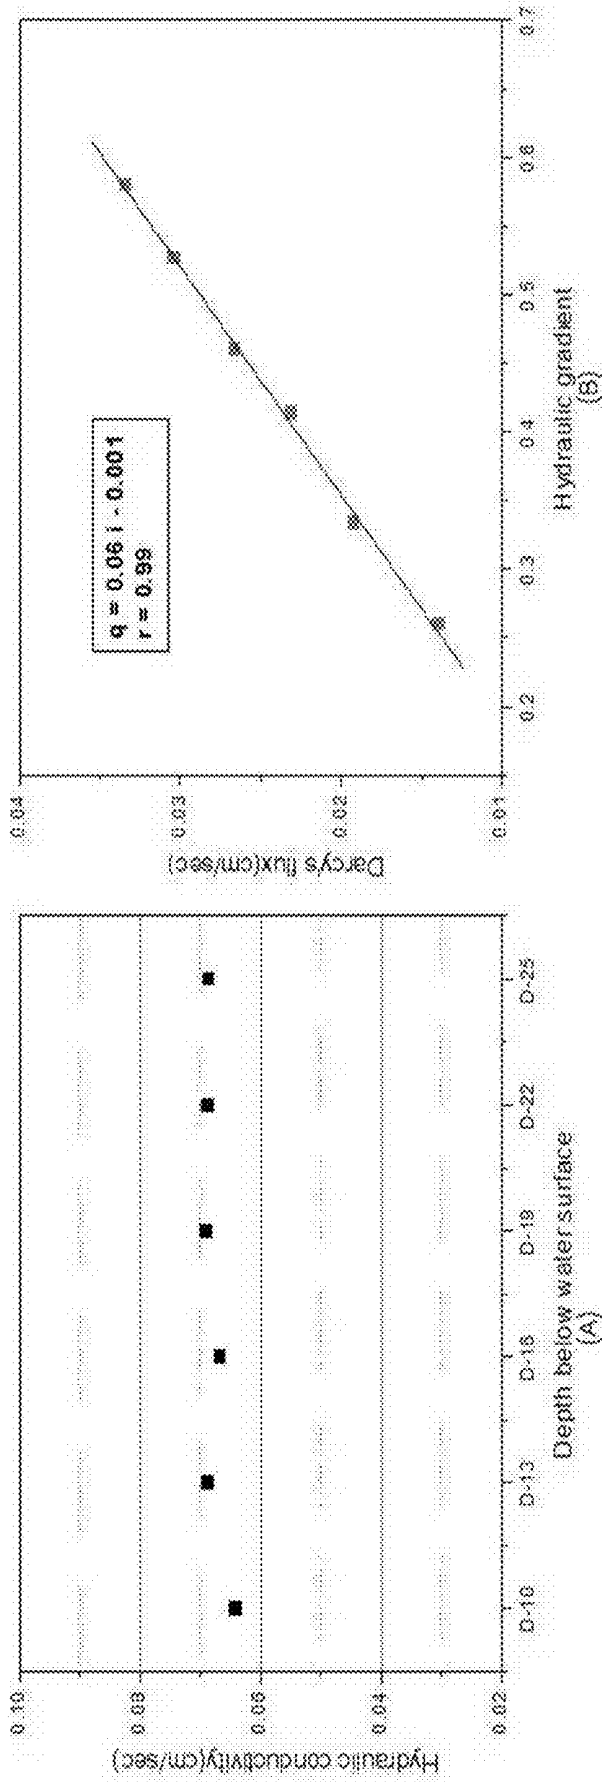 Hydraulic conductivity(cm/sec)
0.10
0.08
0.06
0.04
0.02
D-10
D-13
D-16
D-19
D-22
D-25
Depth below water surface
(A)
Darcy's flux(cm/sec)
0.04
0.03
0.02
0.01
q = 0.06 i - 0.001
r = 0.99
0.2
0.3
0.4
0.5
0.6
0.7
Hydraulic gradient
(B)